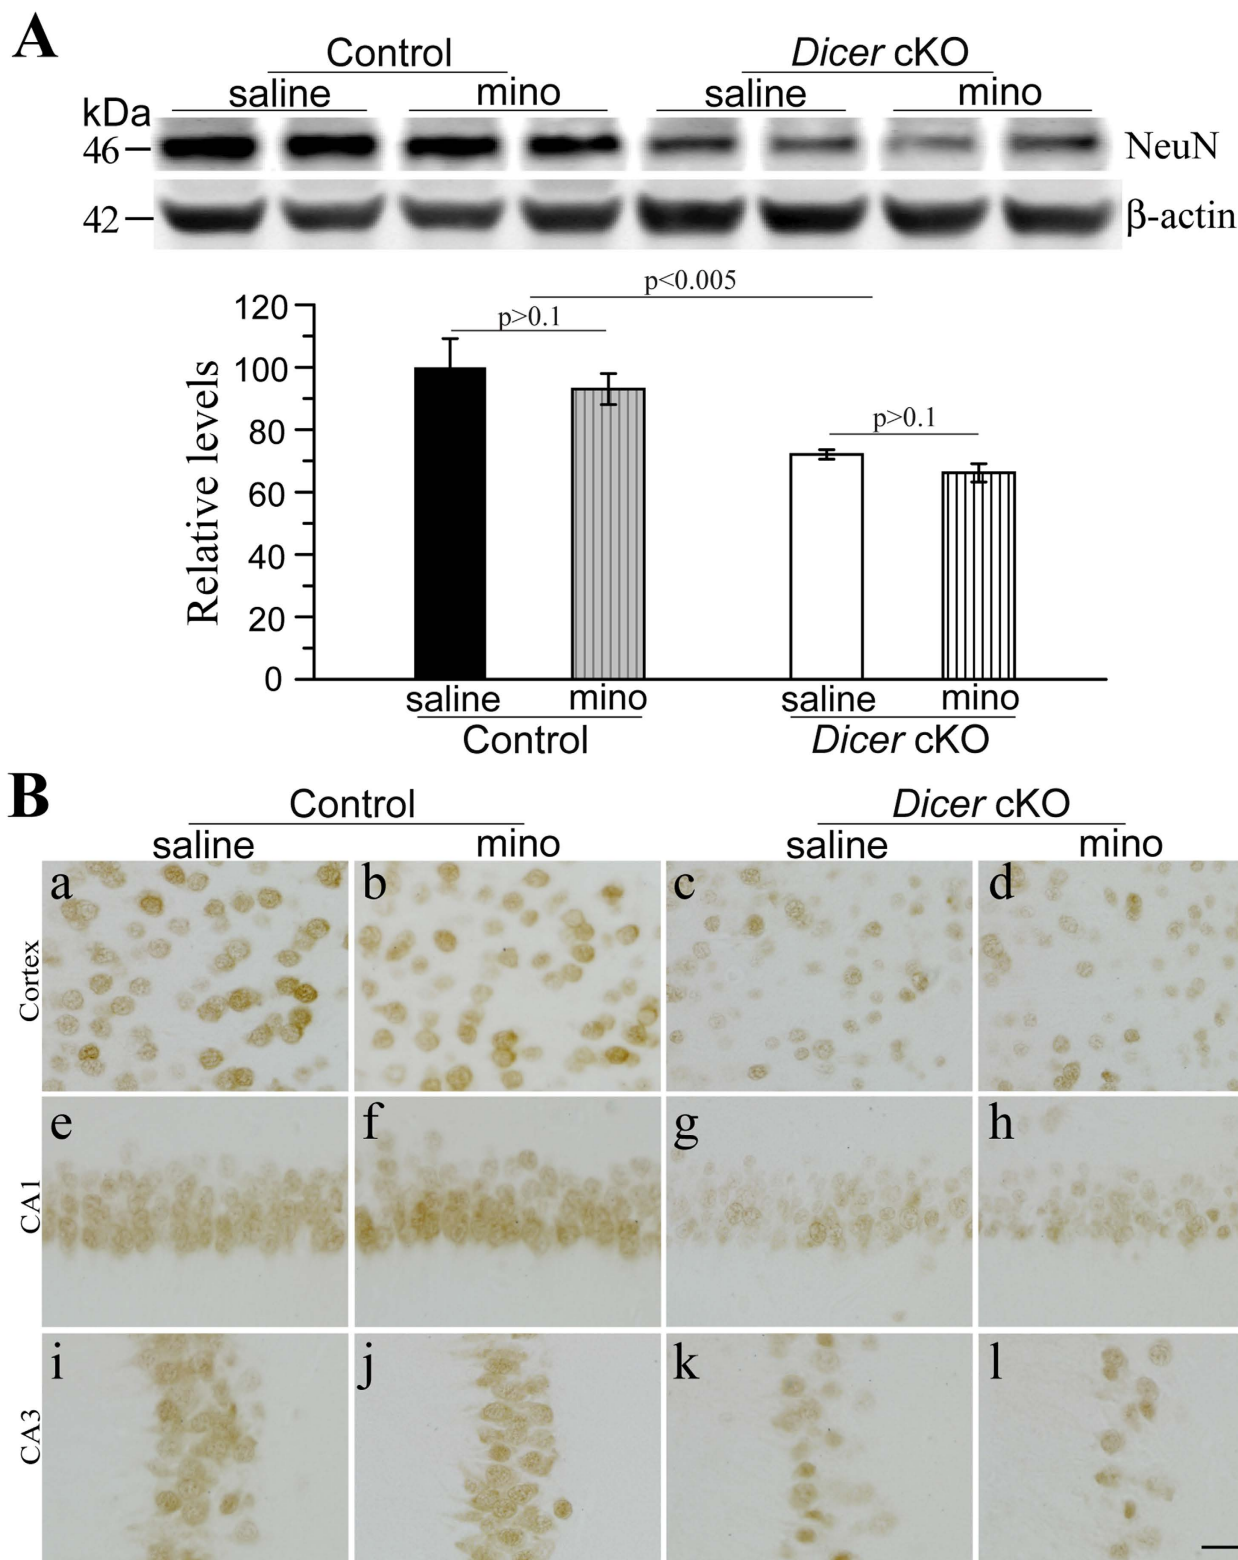 A
Control Dicer cKO
saline mino saline mino
kDa
46 NeuN
42 β-actin
p<0.005
p>0.1
p>0.1
Relative levels
120
100
80
60
40
20
0
saline mino saline mino
Control Dicer cKO
B
Control Dicer cKO
saline mino saline mino
Cortex a b c d
CA1 e f g h
CA3 i j k l